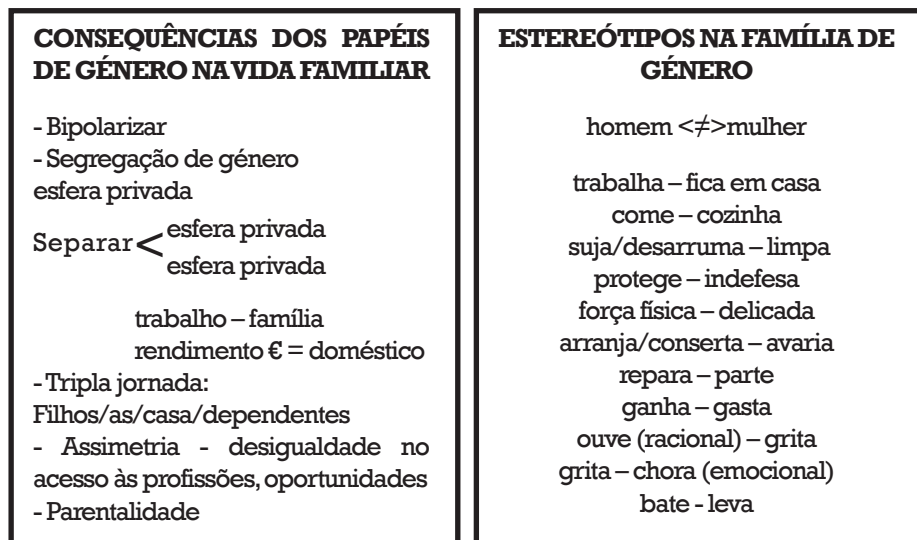 CONSEQUÊNCIAS DOS PAPÉIS
DE GÉNERO NA VIDA FAMILIAR
- Bipolarizar
- Segregação de género
esfera privada
Separar < esfera privada
esfera privada
trabalho – família
rendimento € = doméstico
- Tripla jornada:
Filhos/as/casa/dependentes
- Assimetria - desigualdade no
acesso às profissões, oportunidades
- Parentalidade
ESTEREÓTIPOS NA FAMÍLIA DE
GÉNERO
homem <≠> mulher
trabalha – fica em casa
come – cozinha
suja/desarruma – limpa
protege – indefesa
força física – delicada
arranja/conserta – avaria
repara – parte
ganha – gasta
ouve (racional) – grita
grita – chora (emocional)
bate - leva